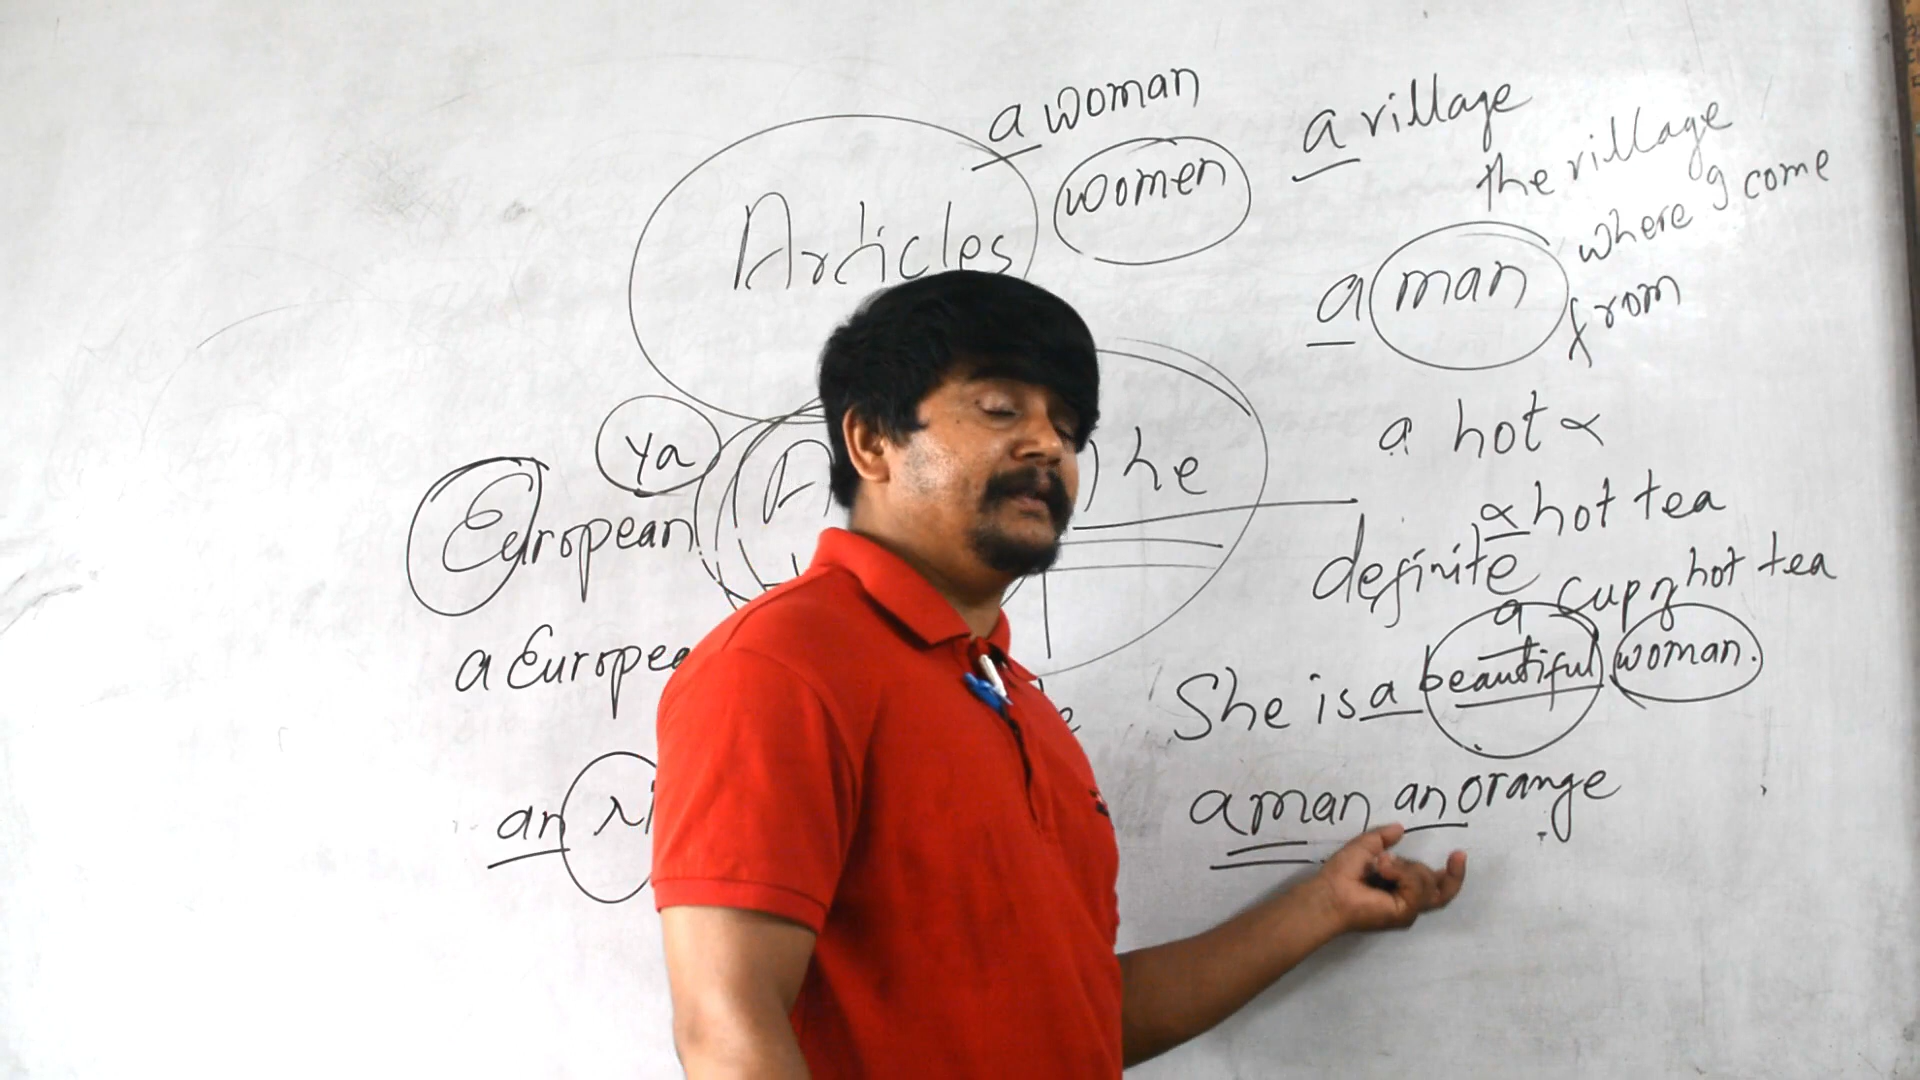 a woman
women
a village
the village
where I come
from
Articles
a man
Ya
European
A
The
a hot
a hot tea
definite
a cup of hot tea
a Europea
She is a beautiful woman.
a man an orange
an